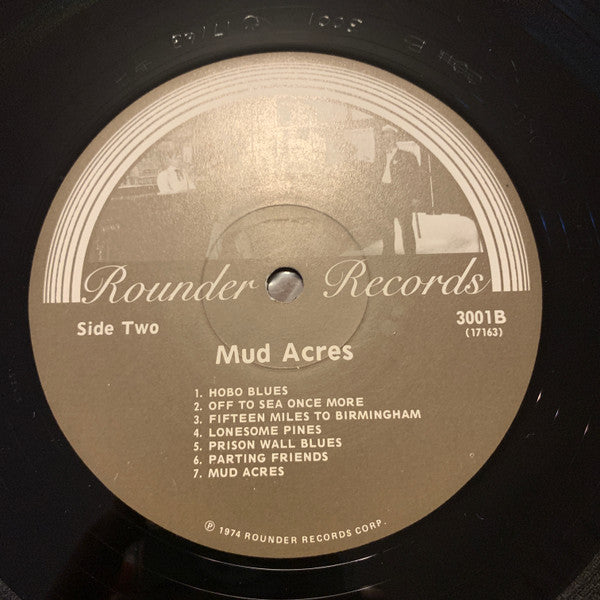 Rounder Records
Side Two
3001B
(17163)
Mud Acres
1. HOBO BLUES
2. OFF TO SEA ONCE MORE
3. FIFTEEN MILES TO BIRMINGHAM
4. LONESOME PINES
5. PRISON WALL BLUES
6. PARTING FRIENDS
7. MUD ACRES
℗ 1974 ROUNDER RECORDS CORP.